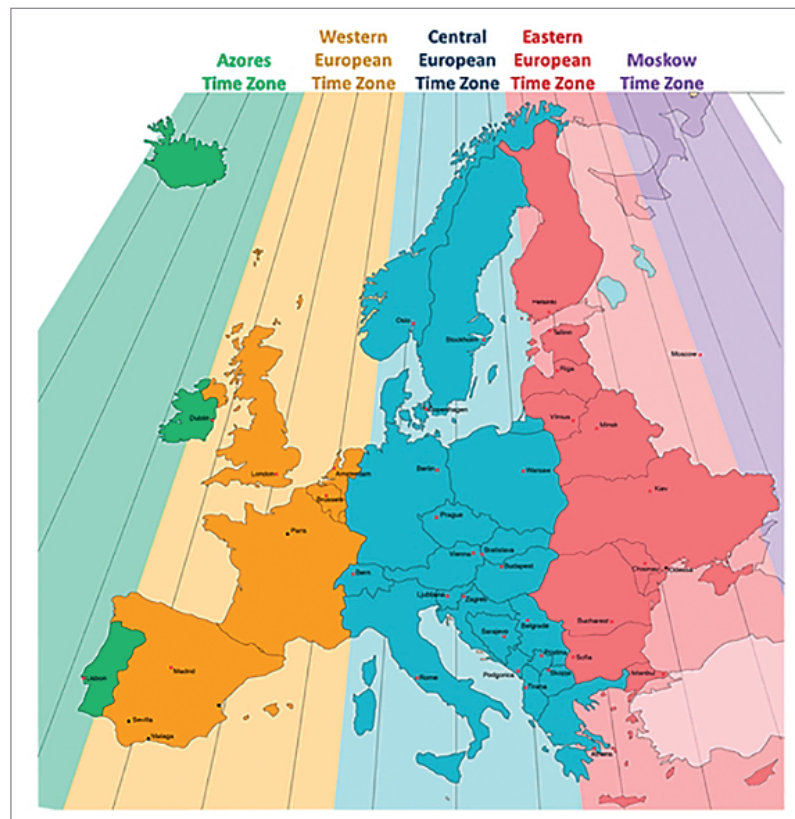 Azores
Time Zone
Western
European
Time Zone
Central
European
Time Zone
Eastern
European
Time Zone
Moskow
Time Zone
Helsinki
Oslo
Stockholm
Tallinn
Moscow
Riga
Copenhagen
Dublin
Vilnius
Minsk
London
Amsterdam
Berlin
Warsaw
Brussels
Kiev
Prague
Paris
Vienna
Bratislava
Bern
Budapest
Chisinau
Odessa
Ljubljana
Zagreb
Belgrade
Bucharest
Sarajevo
Pristina
Sofia
Lisbon
Madrid
Podgorica
Skopje
Istanbul
Rome
Tirana
Sevilla
Malaga
Athens